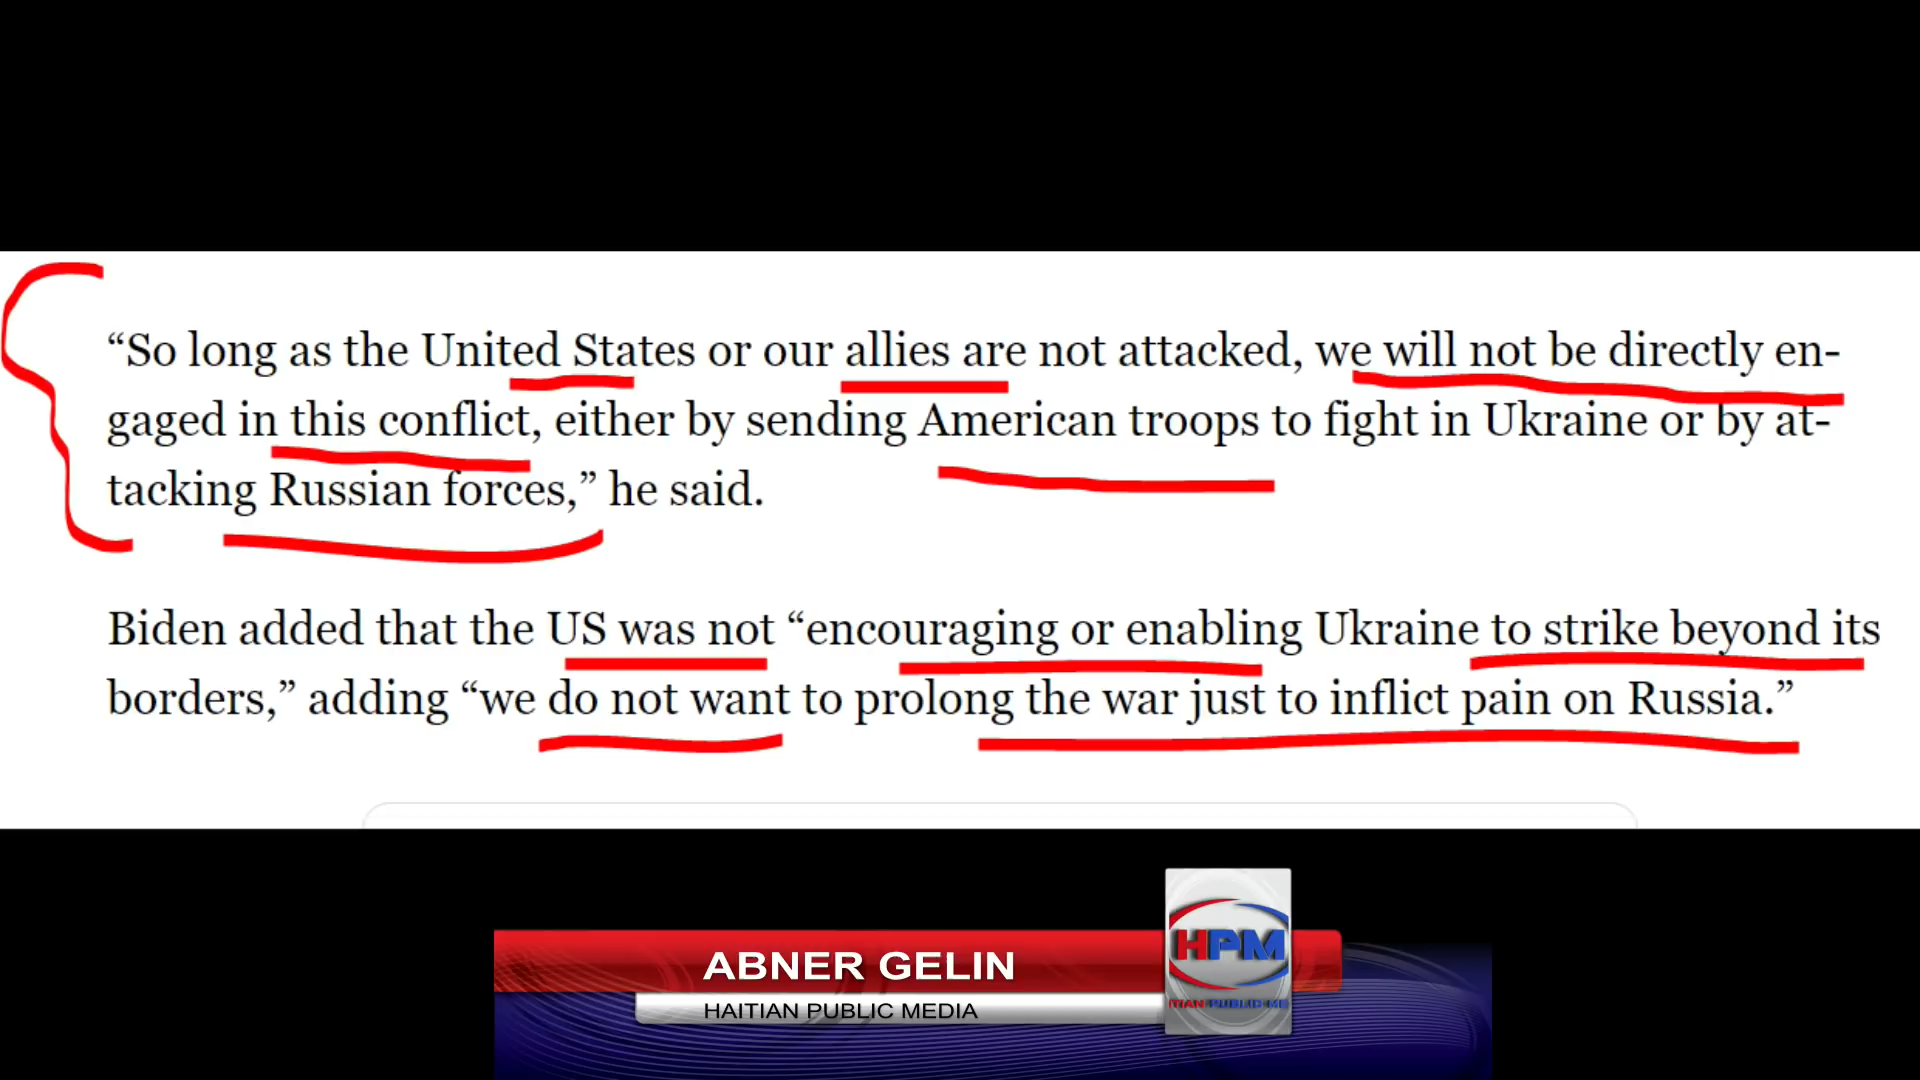 “So long as the United States or our allies are not attacked, we will not be directly en-
gaged in this conflict, either by sending American troops to fight in Ukraine or by at-
tacking Russian forces,” he said.
Biden added that the US was not “encouraging or enabling Ukraine to strike beyond its
borders,” adding “we do not want to prolong the war just to inflict pain on Russia.”
ABNER GELIN
HAITIAN PUBLIC MEDIA
HPM
ITIAN PUBLIC ME